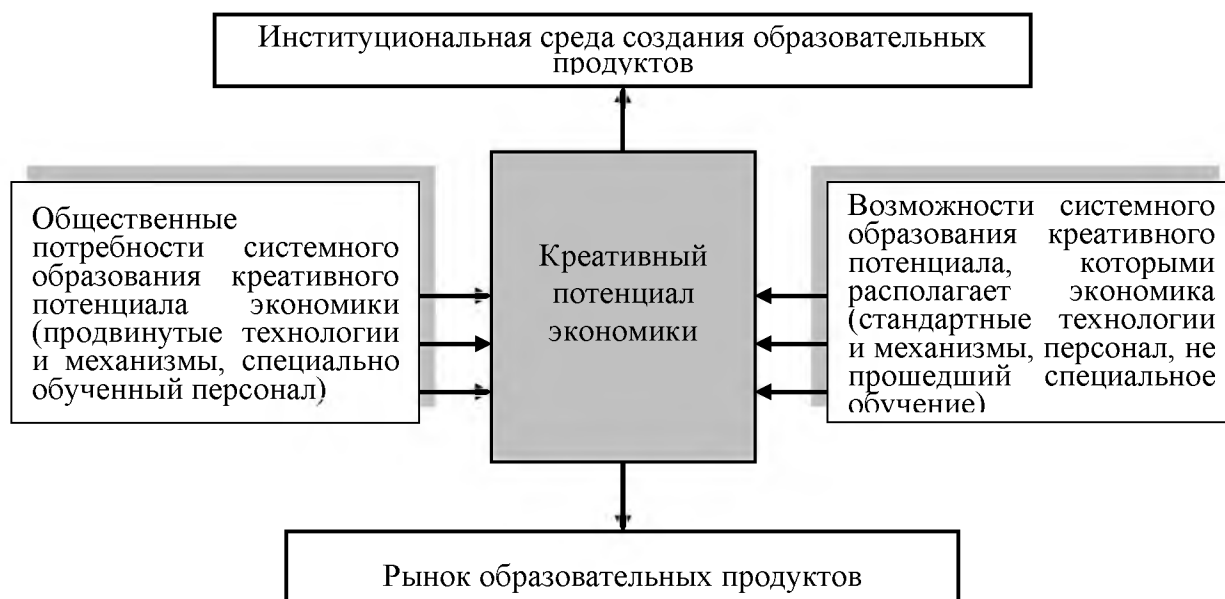 Институциональная среда создания образовательных
продуктов
Общественные
потребности системного
образования креативного
потенциала экономики
(продвинутые технологии
и механизмы, специально
обученный персонал)
Креативный
потенциал
экономики
Возможности системного
образования креативного
потенциала, которыми
располагает экономика
(стандартные технологии
и механизмы, персонал, не
прошедший специальное
обучение)
Рынок образовательных продуктов